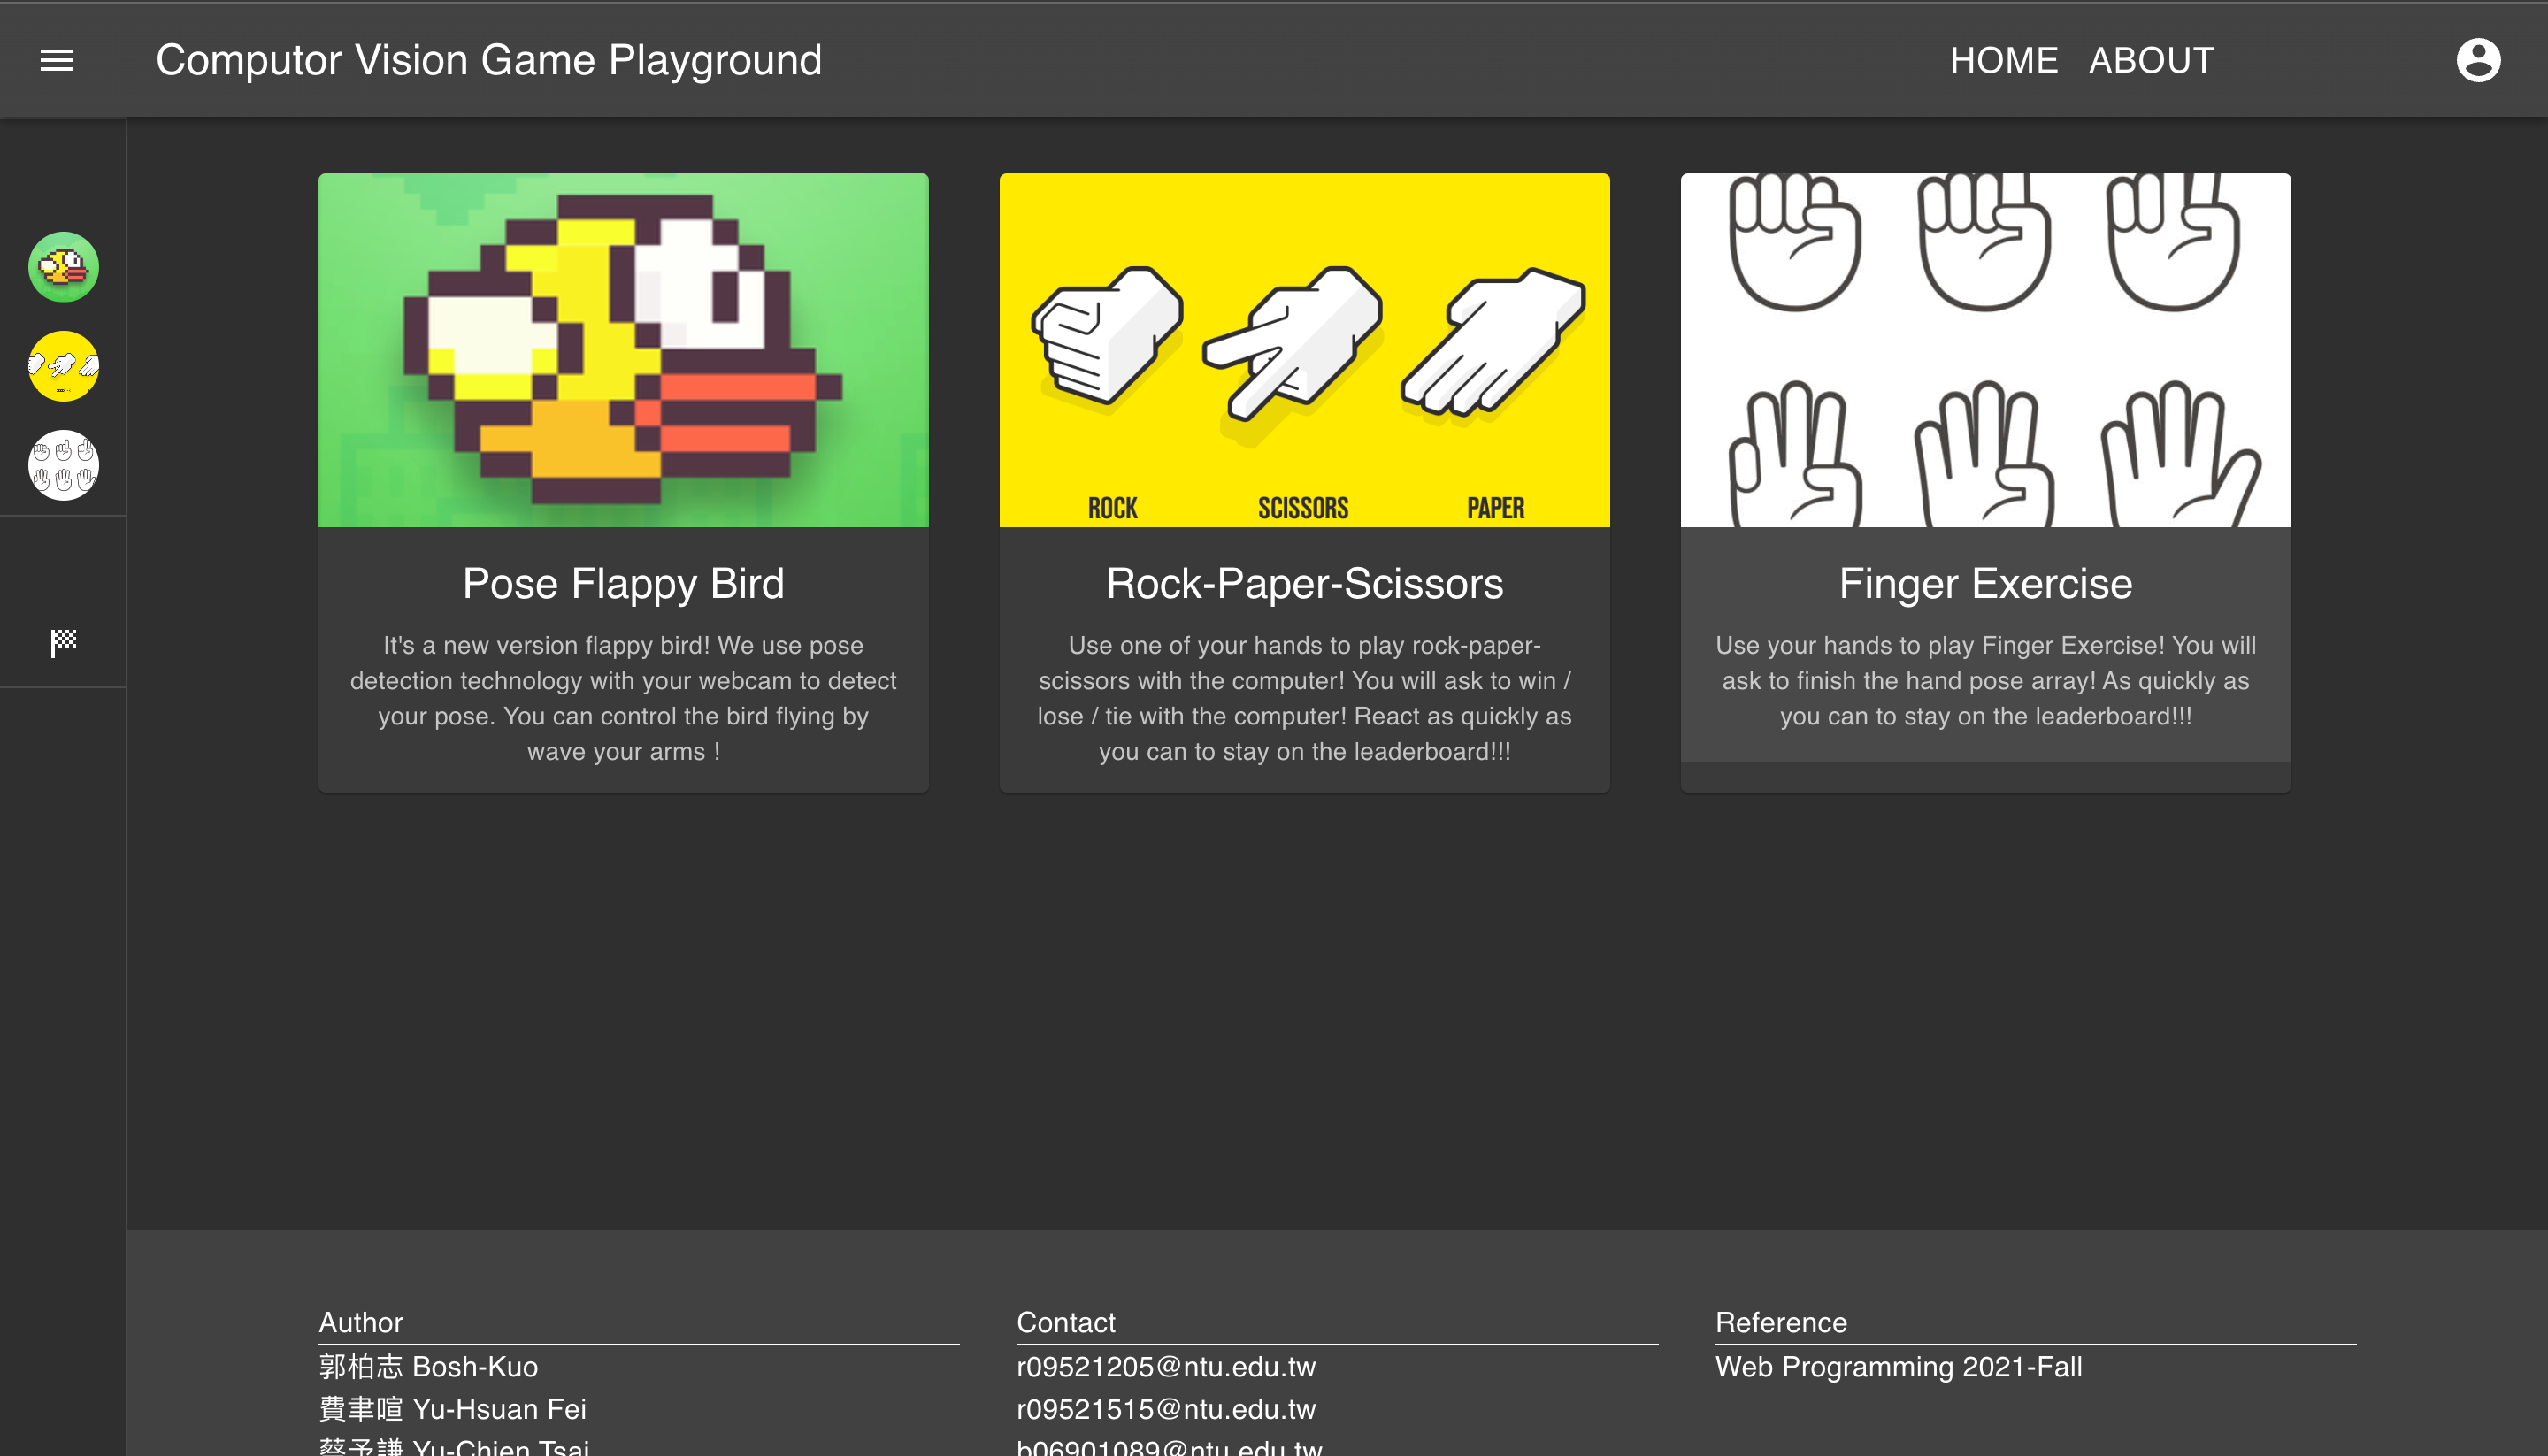 Computor Vision Game Playground
HOME ABOUT
ROCK SCISSORS PAPER
Pose Flappy Bird
It's a new version flappy bird! We use pose
detection technology with your webcam to detect
your pose. You can control the bird flying by
wave your arms !
Rock-Paper-Scissors
Use one of your hands to play rock-paper-
scissors with the computer! You will ask to win /
lose / tie with the computer! React as quickly as
you can to stay on the leaderboard!!!
Finger Exercise
Use your hands to play Finger Exercise! You will
ask to finish the hand pose array! As quickly as
you can to stay on the leaderboard!!!
Author
郭柏志 Bosh-Kuo
費聿暄 Yu-Hsuan Fei
蔡予謙 Yu-Chien Tsai
Contact
r09521205@ntu.edu.tw
r09521515@ntu.edu.tw
b06901089@ntu.edu.tw
Reference
Web Programming 2021-Fall